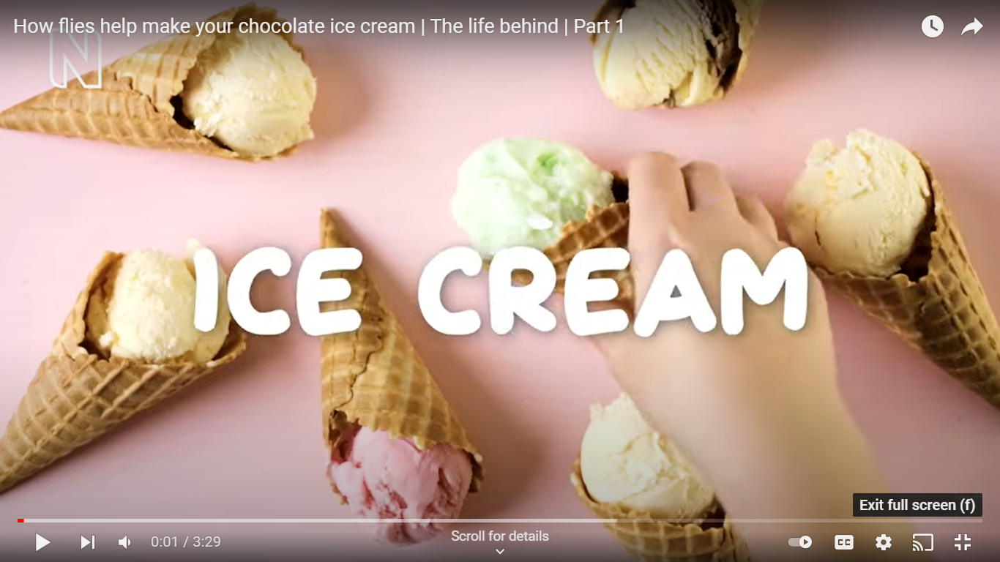 How flies help make your chocolate ice cream | The life behind | Part 1
N
ICE CREAM
Exit full screen (f)
0:01 / 3:29
Scroll for details
CC